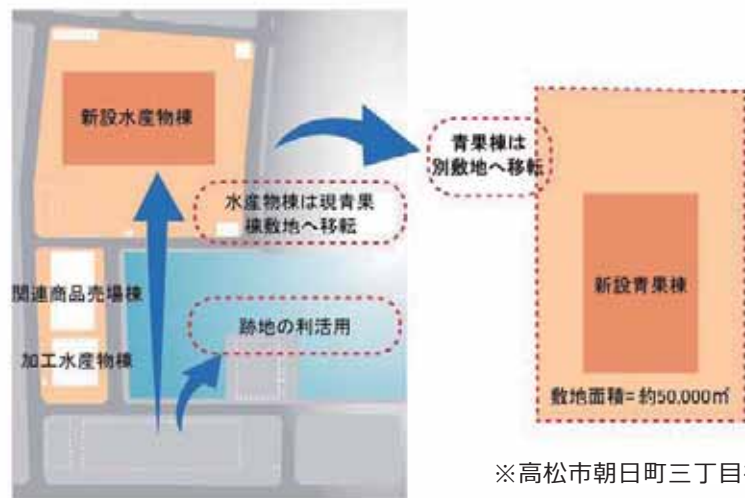 新設水産物棟
青果棟は
別敷地へ移転
水産物棟は現青果
棟敷地へ移転
関連商品売場棟
新設青果棟
跡地の利活用
加工水産物棟
敷地面積=約50,000㎡
※高松市朝日町三丁目